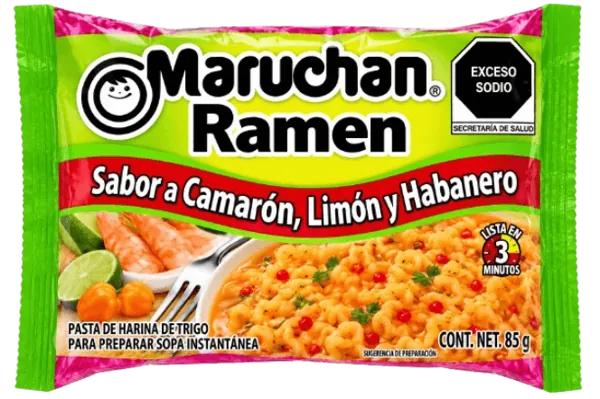 Maruchan®
Ramen
EXCESO
SODIO
SECRETARÍA DE SALUD
Sabor a Camarón, Limón y Habanero
LISTA EN
3
MINUTOS
PASTA DE HARINA DE TRIGO
PARA PREPARAR SOPA INSTANTÁNEA
SUGERENCIA DE PREPARACIÓN
CONT. NET. 85 g